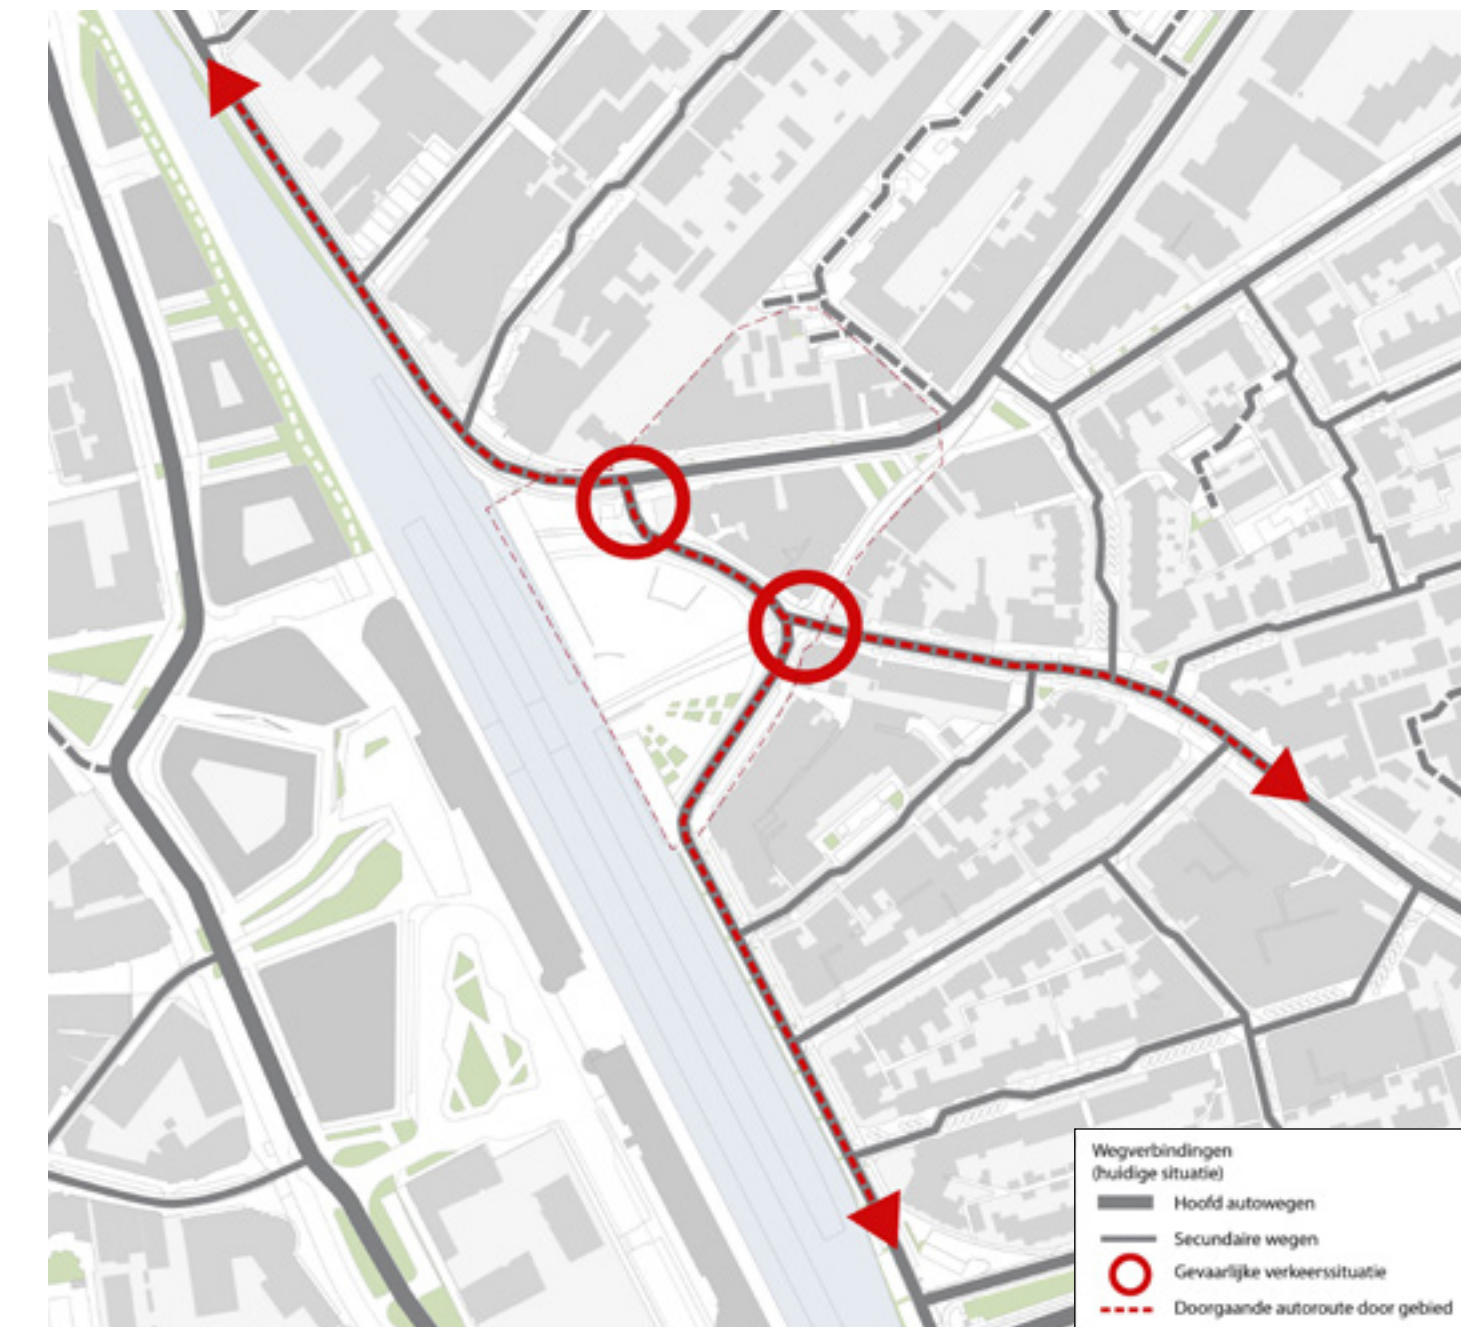 Wegverbindingen
(huidige situatie)
Hoofd autowegen
Secundaire wegen
Gevaarlijke verkeerssituatie
Doorgaande autoroute door gebied